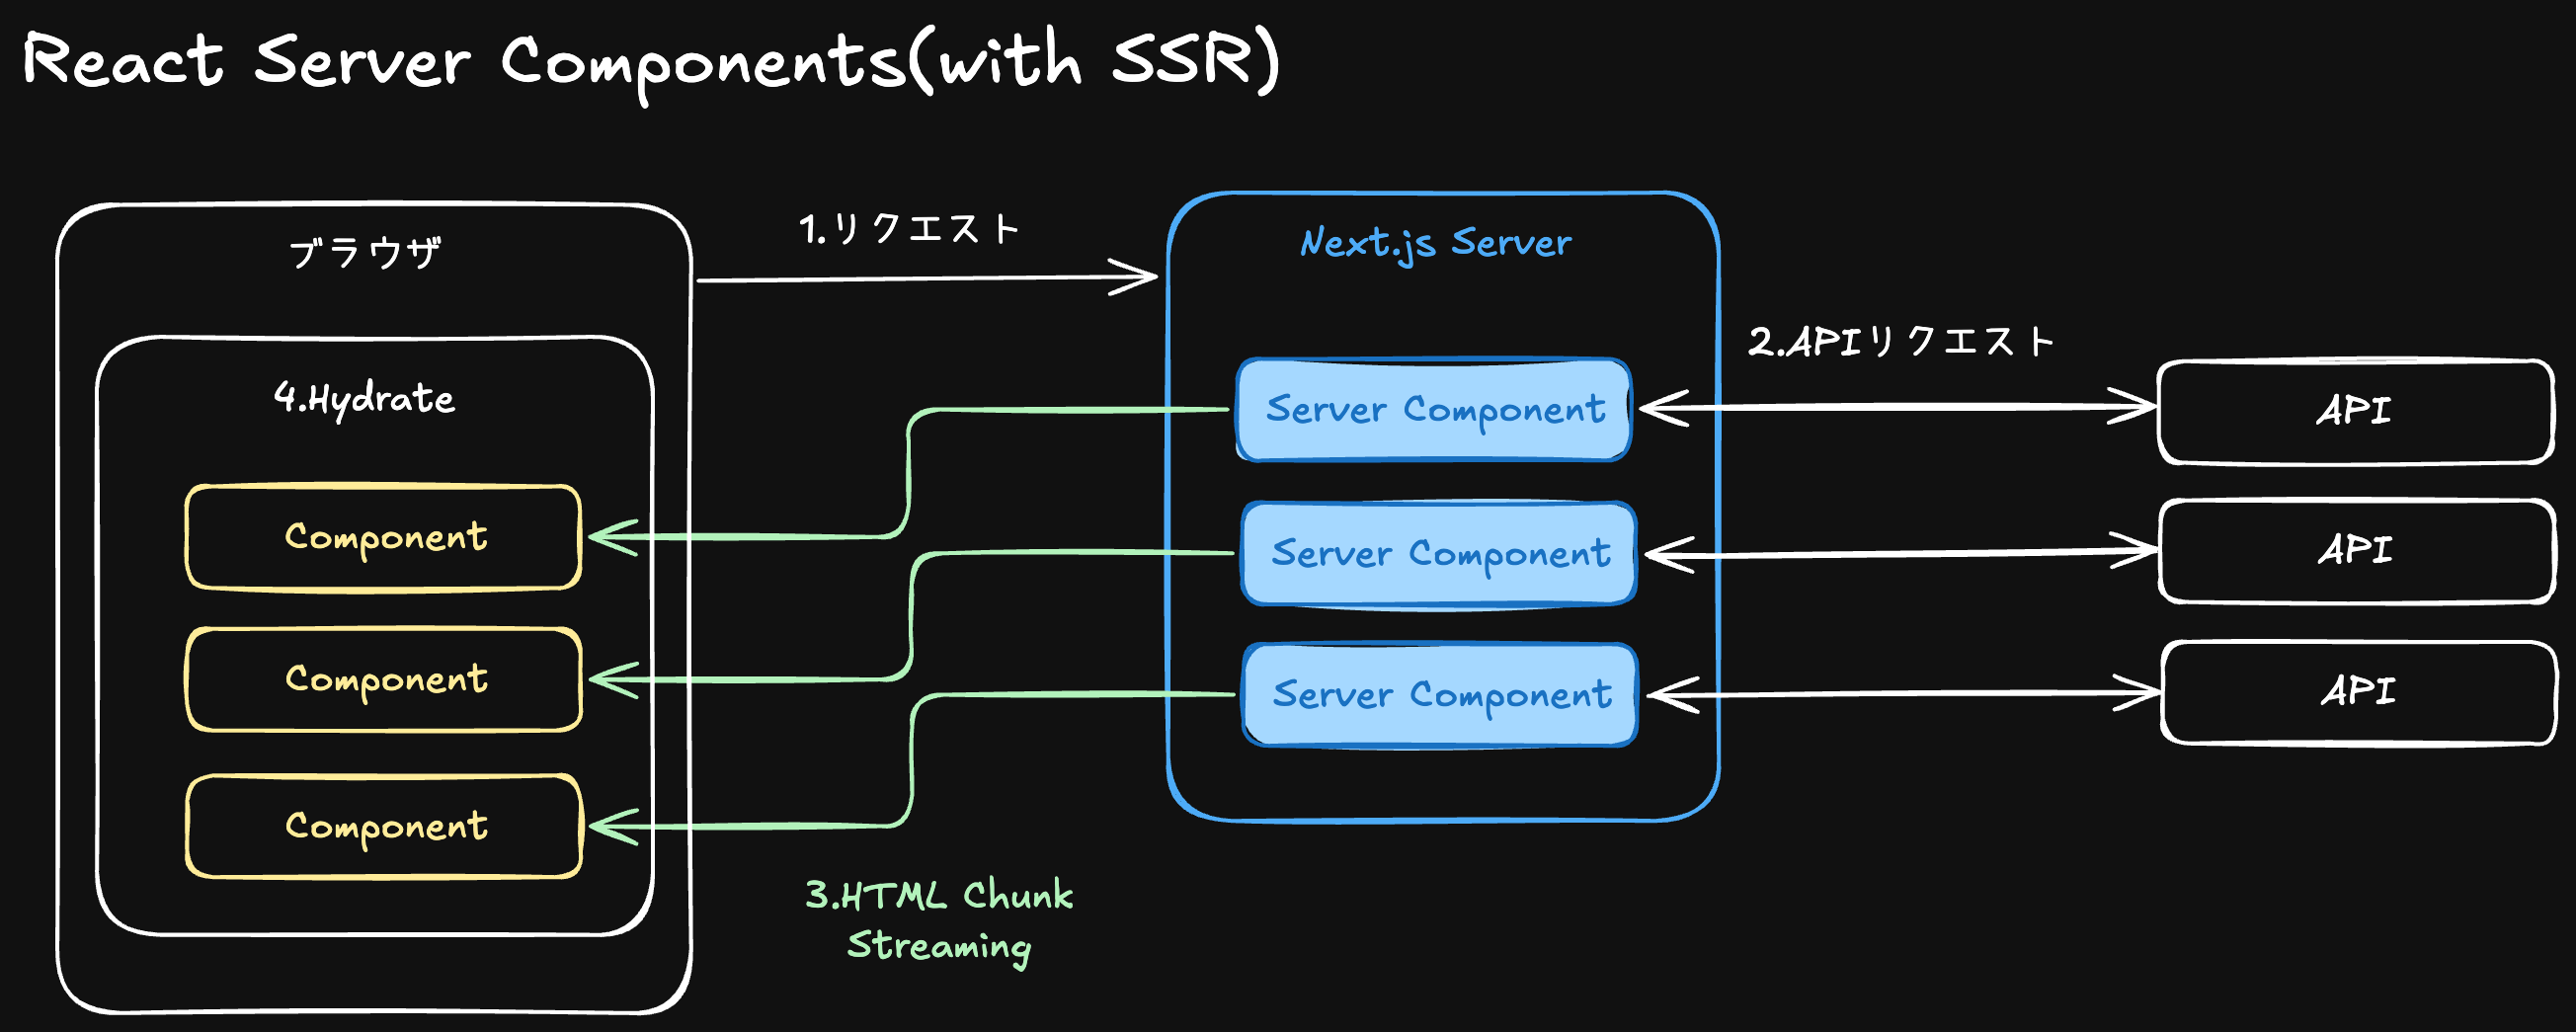 React Server Components(with SSR)
ブラウザ
1.リクエスト
Next.js Server
2.APIリクエスト
4.Hydrate
Server Component
API
Component
Server Component
API
Component
Server Component
API
Component
3.HTML Chunk
Streaming